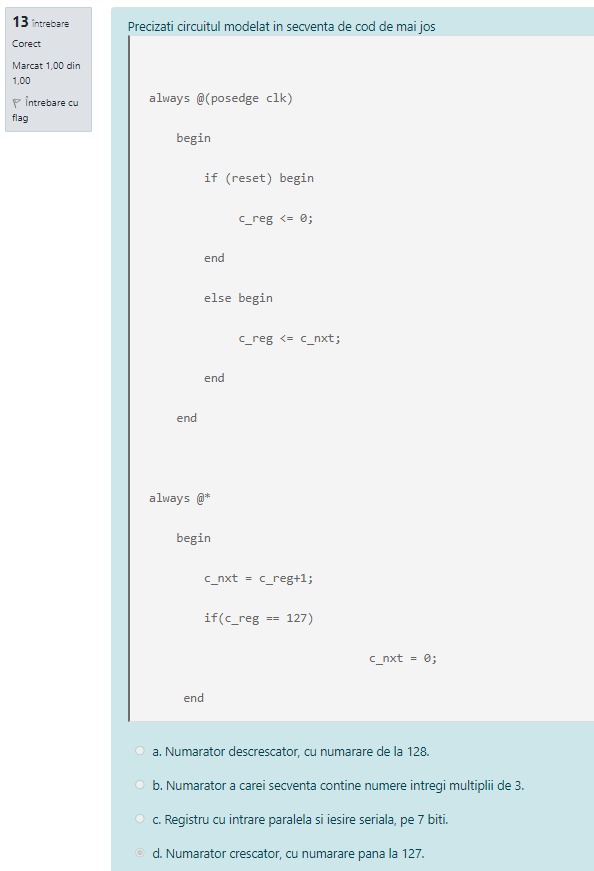 13 întrebare
Corect
Marcat 1,00 din
1,00
Întrebare cu
flag
Precizati circuitul modelat in secventa de cod de mai jos
always @(posedge clk)
begin
if (reset) begin
c_reg <= 0;
end
else begin
c_reg <= c_nxt;
end
end
always @*
begin
c_nxt = c_reg+1;
if(c_reg == 127)
c_nxt = 0;
end
a. Numarator descrescator, cu numarare de la 128.
b. Numarator a carei secventa contine numere intregi multiplii de 3.
c. Registru cu intrare paralela si iesire seriala, pe 7 biti.
d. Numarator crescator, cu numarare pana la 127.